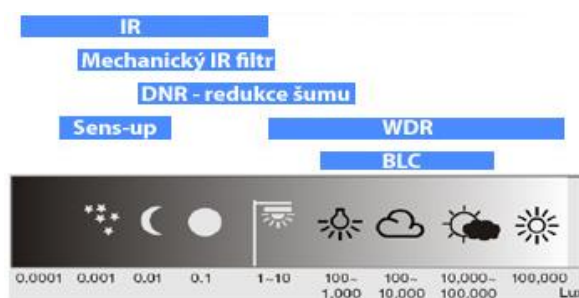 IR
Mechanický IR filtr
DNR - redukce šumu
Sens-up WDR
BLC
0.0001 0.001 0.01 0.1 1~10 100~ 100~ 10,000~ 100,000
1.000 10,000 100.000 Lu